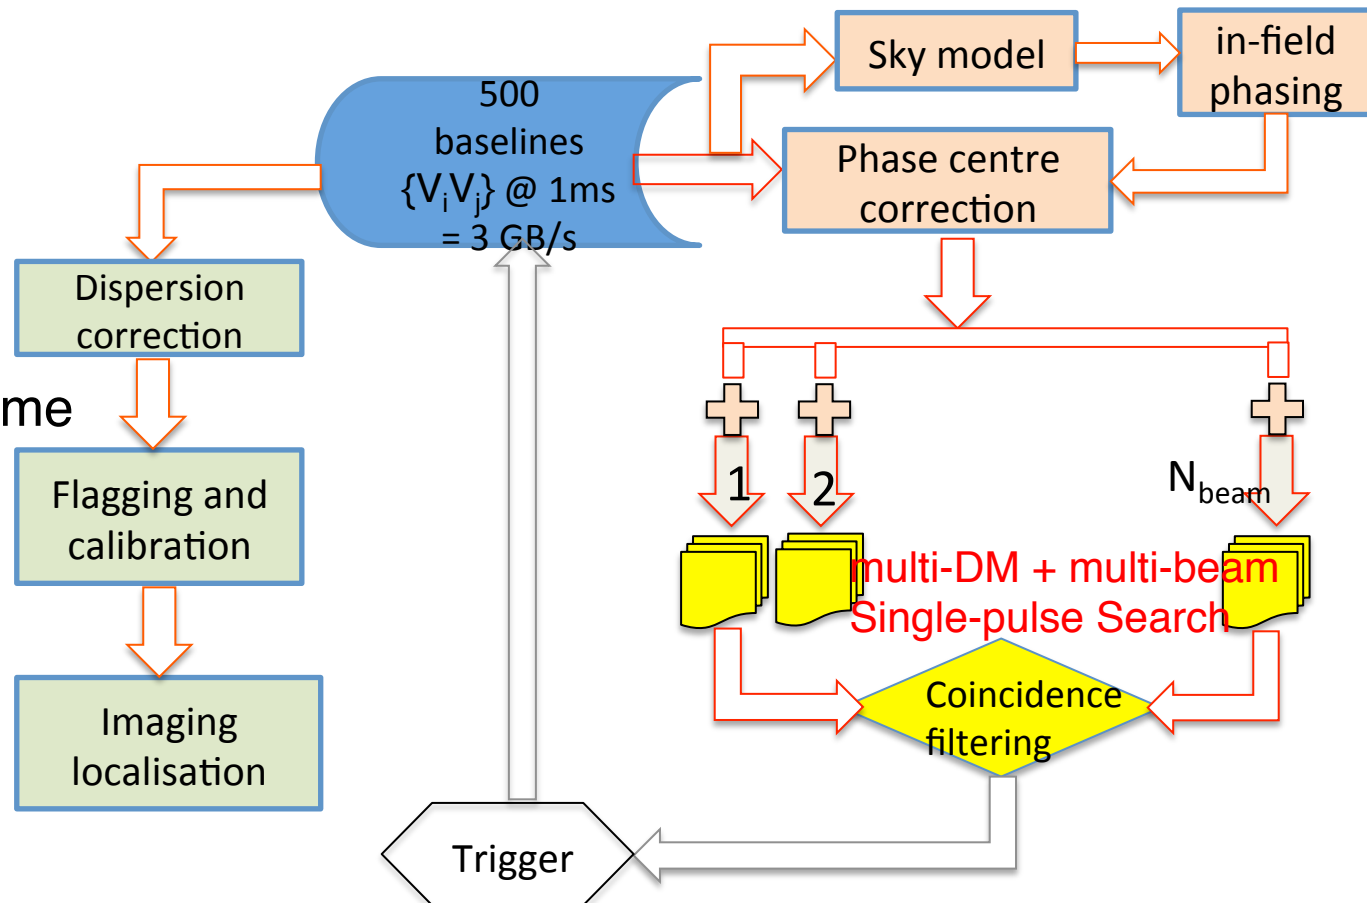 500
baselines
{VᵢVⱼ} @ 1ms
= 3 GB/s
Sky model
in-field
phasing
Phase centre
correction
Dispersion
correction
me
Flagging and
calibration
Imaging
localisation
1
2
N_beam
multi-DM + multi-beam
Single-pulse Search
Coincidence
filtering
Trigger